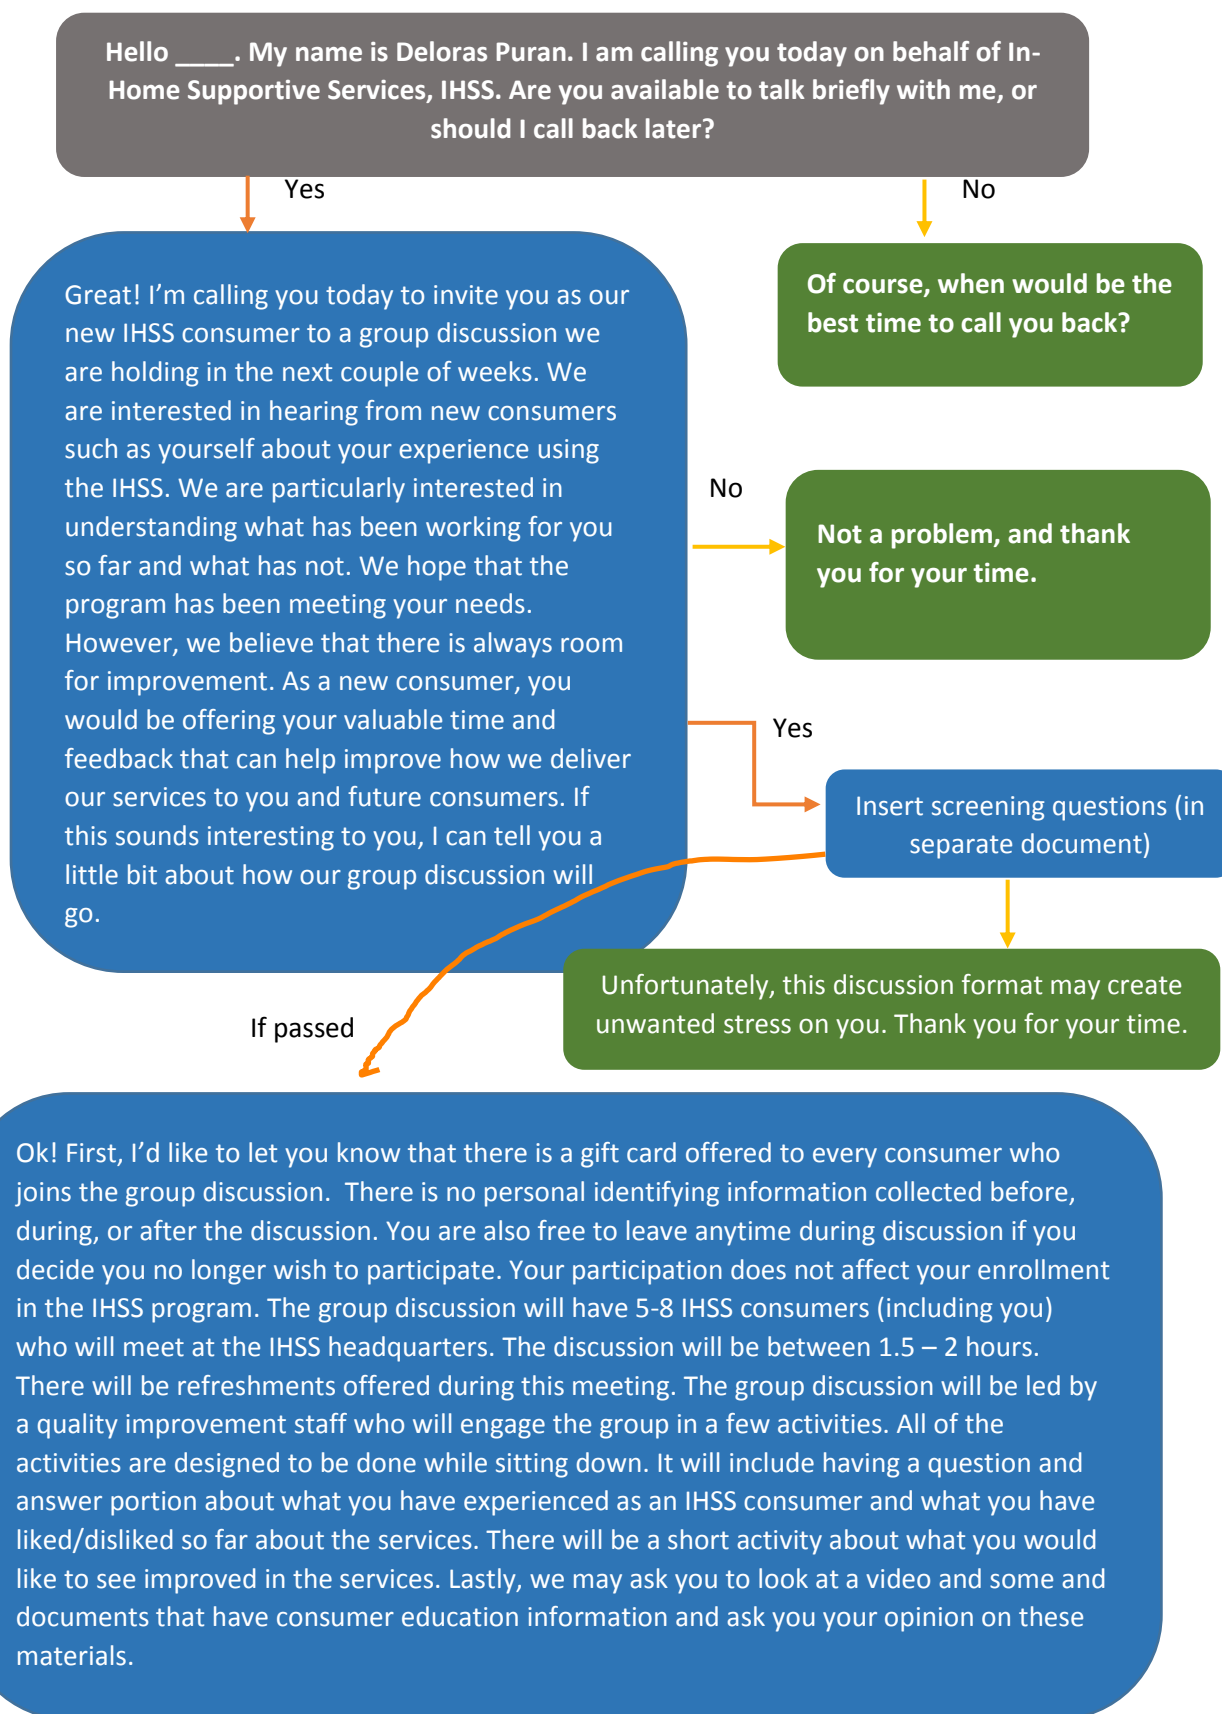 Hello ____. My name is Deloras Puran. I am calling you today on behalf of In-
Home Supportive Services, IHSS. Are you available to talk briefly with me, or
should I call back later?
Yes
No
Great! I’m calling you today to invite you as our
new IHSS consumer to a group discussion we
are holding in the next couple of weeks. We
are interested in hearing from new consumers
such as yourself about your experience using
the IHSS. We are particularly interested in
understanding what has been working for you
so far and what has not. We hope that the
program has been meeting your needs.
However, we believe that there is always room
for improvement. As a new consumer, you
would be offering your valuable time and
feedback that can help improve how we deliver
our services to you and future consumers. If
this sounds interesting to you, I can tell you a
little bit about how our group discussion will
go.
Of course, when would be the
best time to call you back?
No
Not a problem, and thank
you for your time.
Yes
Insert screening questions (in
separate document)
Unfortunately, this discussion format may create
unwanted stress on you. Thank you for your time.
If passed
Ok! First, I’d like to let you know that there is a gift card offered to every consumer who
joins the group discussion.  There is no personal identifying information collected before,
during, or after the discussion. You are also free to leave anytime during discussion if you
decide you no longer wish to participate. Your participation does not affect your enrollment
in the IHSS program. The group discussion will have 5-8 IHSS consumers (including you)
who will meet at the IHSS headquarters. The discussion will be between 1.5 – 2 hours.
There will be refreshments offered during this meeting. The group discussion will be led by
a quality improvement staff who will engage the group in a few activities. All of the
activities are designed to be done while sitting down. It will include having a question and
answer portion about what you have experienced as an IHSS consumer and what you have
liked/disliked so far about the services. There will be a short activity about what you would
like to see improved in the services. Lastly, we may ask you to look at a video and some and
documents that have consumer education information and ask you your opinion on these
materials.